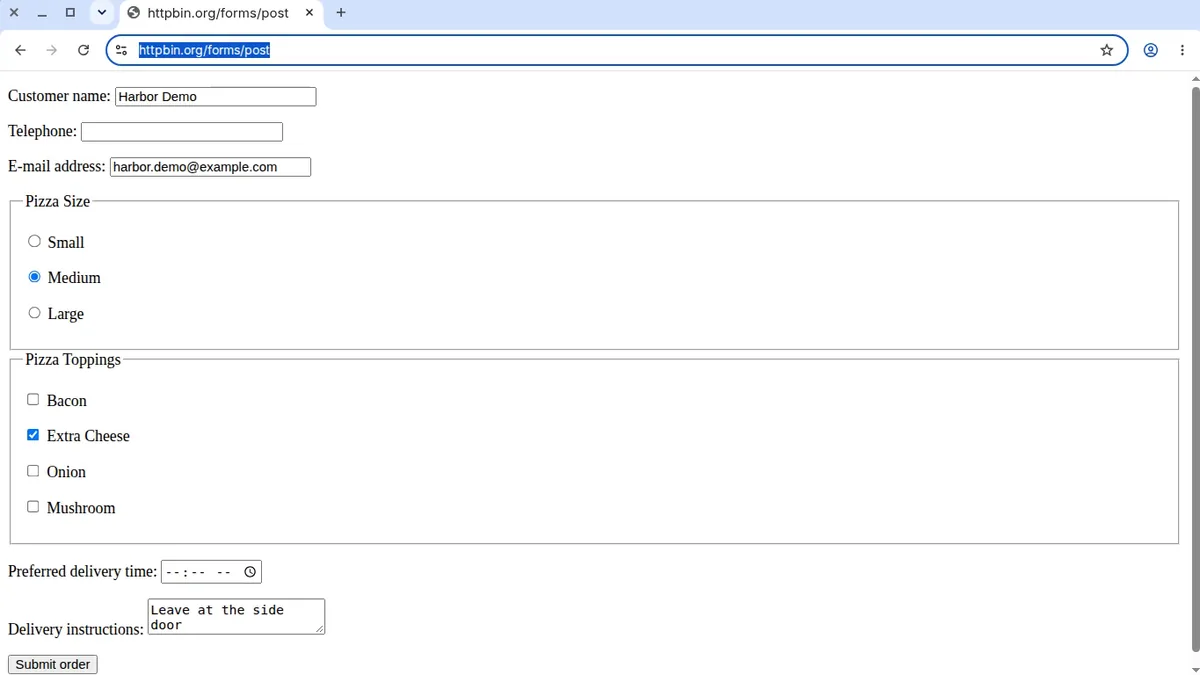 httpbin.org/forms/post
httpbin.org/forms/post
Customer name: Harbor Demo
Telephone:
E-mail address: harbor.demo@example.com
Pizza Size
Small
Medium
Large
Pizza Toppings
Bacon
Extra Cheese
Onion
Mushroom
Preferred delivery time: --:-- --
Delivery instructions: Leave at the side
door
Submit order